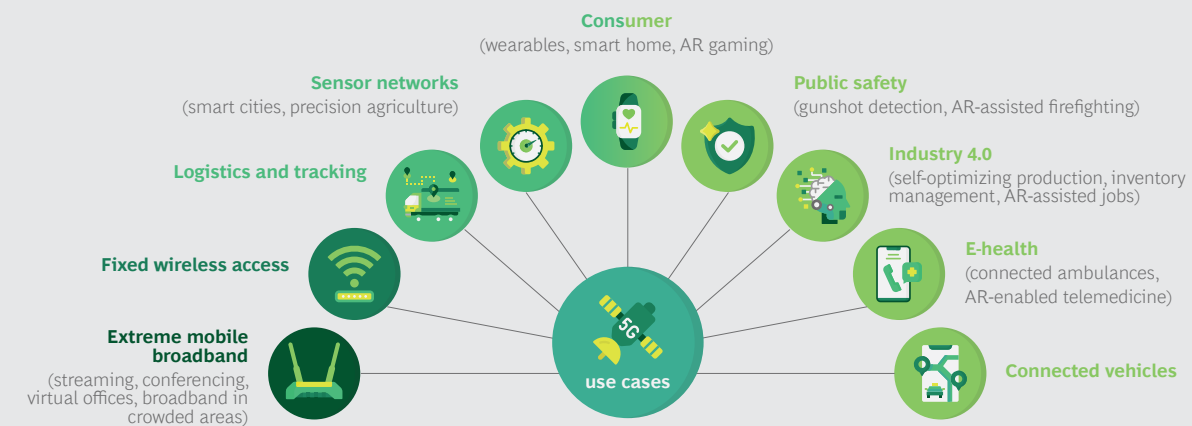 Consumer
(wearables, smart home, AR gaming)
Sensor networks
(smart cities, precision agriculture)
Public safety
(gunshot detection, AR-assisted firefighting)
Logistics and tracking
Industry 4.0
(self-optimizing production, inventory
management, AR-assisted jobs)
Fixed wireless access
E-health
(connected ambulances,
AR-enabled telemedicine)
Extreme mobile
broadband
(streaming, conferencing,
virtual offices, broadband in
crowded areas)
5G
use cases
Connected vehicles